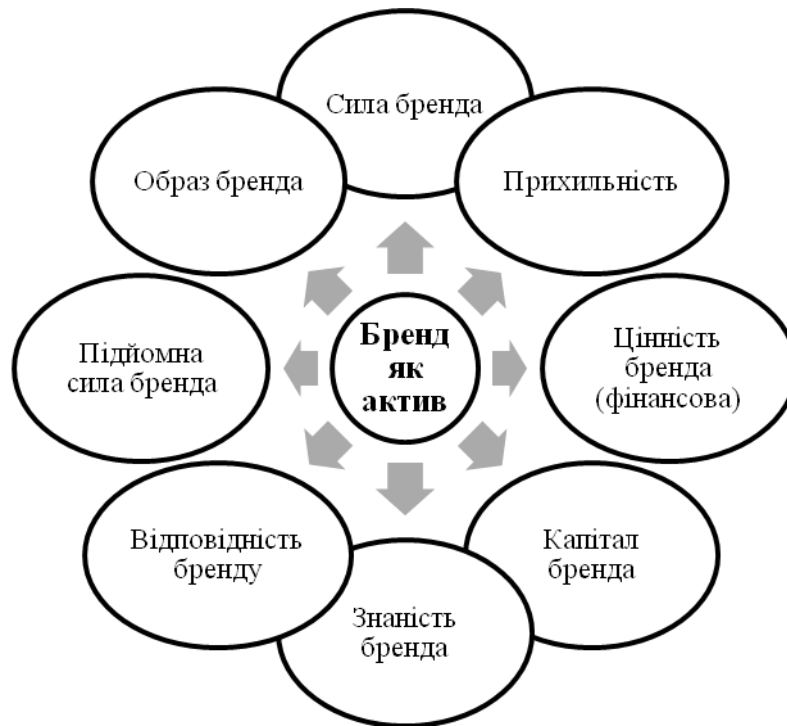 Сила бренда
Образ бренда
Прихильність
Підйомна
сила бренда
Бренд
як
актив
Цінність
бренда
(фінансова)
Відповідність
бренду
Капітал
бренда
Знаність
бренда